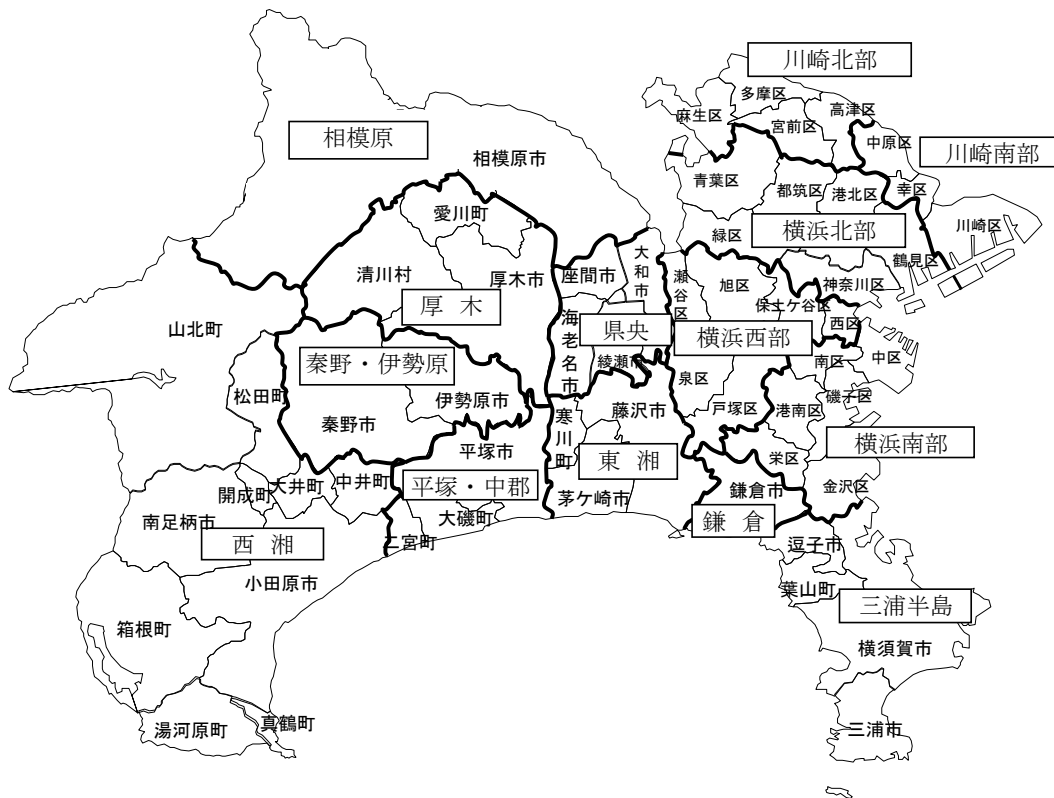 川崎北部
多摩区
高津区
麻生区
宮前区
中原区
川崎南部
相模原
相模原市
青葉区
都筑区
港北区
幸区
愛川町
川崎区
緑区
横浜北部
鶴見区
清川村
厚木市
座間市
大和市
瀬谷区
旭区
神奈川区
厚木
保土ケ谷区
西区
山北町
海老名市
県央
横浜西部
綾瀬市
南区
中区
秦野・伊勢原
泉区
松田町
伊勢原市
藤沢市
戸塚区
港南区
磯子区
秦野市
寒川町
横浜南部
平塚市
東湘
栄区
開成町
大井町
中井町
平塚・中郡
鎌倉市
金沢区
南足柄市
茅ケ崎市
大磯町
鎌倉
西湘
二宮町
逗子市
小田原市
葉山町
三浦半島
箱根町
横須賀市
湯河原町
真鶴町
三浦市